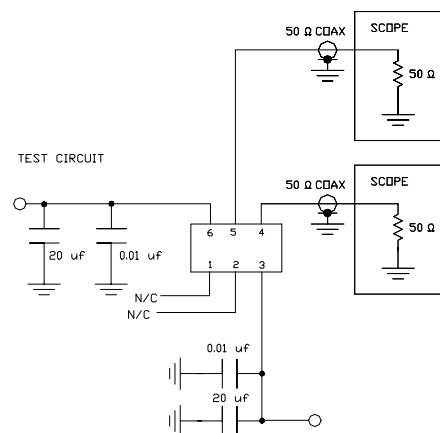 50 Ω COAX
SCOPE
50 Ω
TEST CIRCUIT
50 Ω COAX
SCOPE
50 Ω
6 5 4
20 uf
0.01 uf
1 2 3
N/C
N/C
0.01 uf
20 uf